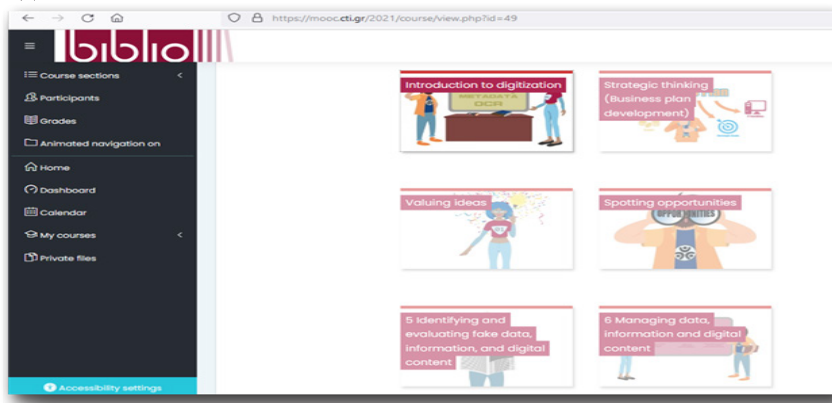 https://mooc.cti.gr/2021/course/view.php?id=49
biblio
Course sections
Participants
Grades
Animated navigation on
Home
Dashboard
Calendar
My courses
Private files
Accessibility settings
Introduction to digitization
METADATA
OCR
Strategic thinking
(Business plan
development)
Valuing ideas
Spotting opportunities
OPPORTUNITIES
5 Identifying and
evaluating fake data,
information, and digital
content
6 Managing data,
information and digital
content